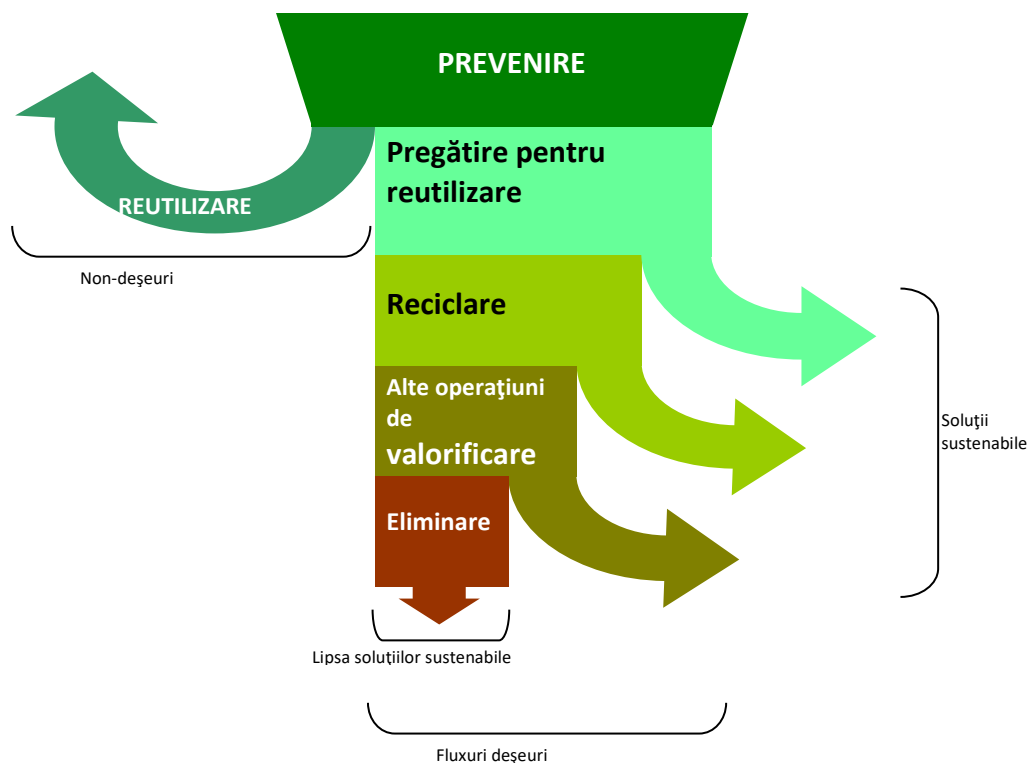 PREVENIRE
Pregătire pentru
reutilizare
REUTILIZARE
Non-deşeuri
Reciclare
Alte operaţiuni
de
valorificare
Soluţii
sustenabile
Eliminare
Lipsa soluţiilor sustenabile
Fluxuri deşeuri